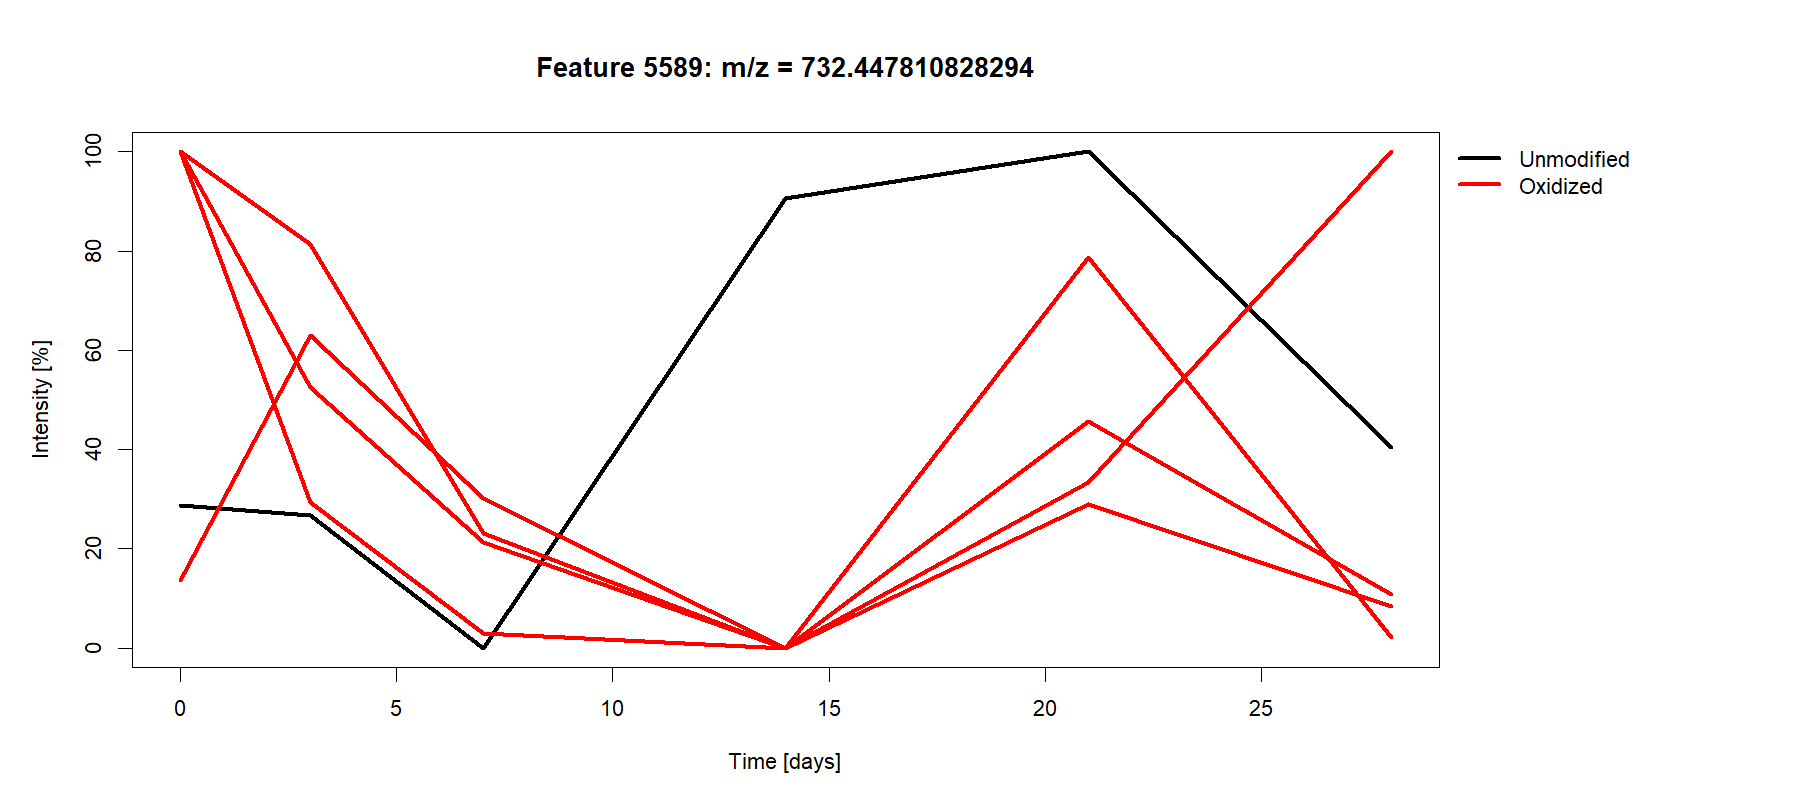 Feature 5589: m/z = 732.447810828294
Unmodified
Oxidized
Intensity [%]
100
80
60
40
20
0
0 5 10 15 20 25
Time [days]